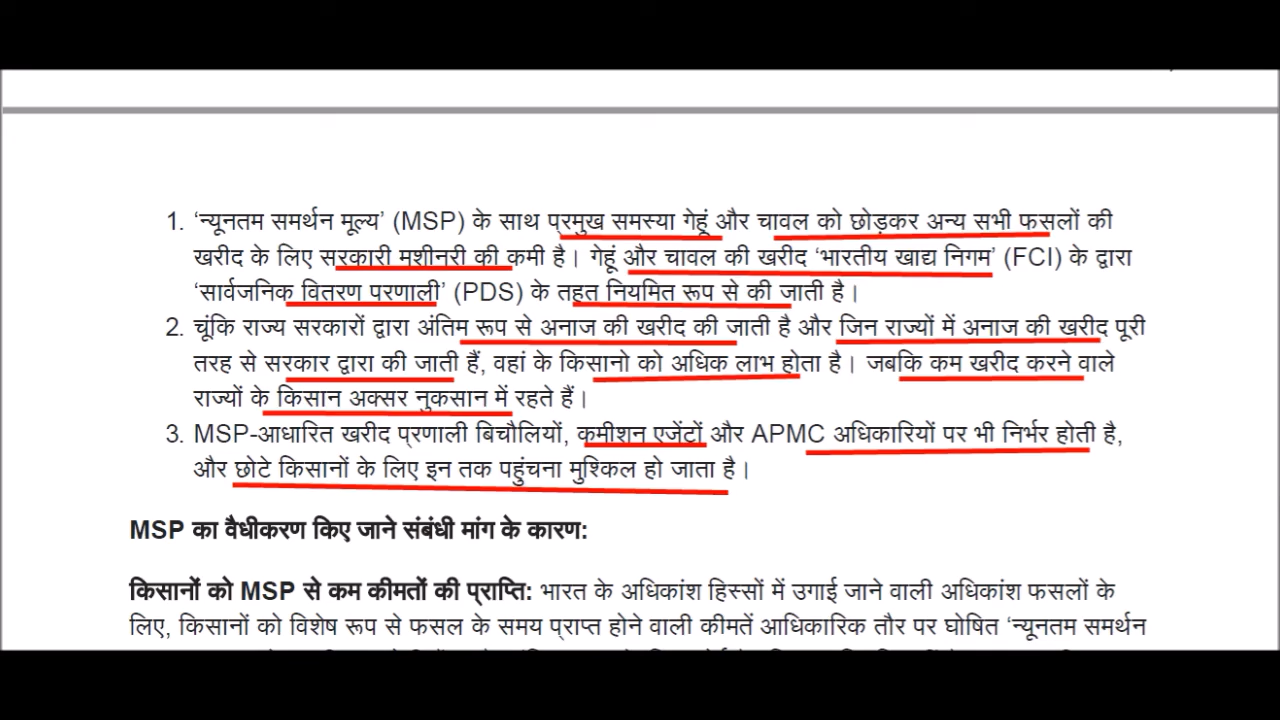 1. ‘न्यूनतम समर्थन मूल्य’ (MSP) के साथ प्रमुख समस्या गेहूं और चावल को छोड़कर अन्य सभी फसलों की
खरीद के लिए सरकारी मशीनरी की कमी है। गेहूं और चावल की खरीद ‘भारतीय खाद्य निगम’ (FCI) के द्वारा
‘सार्वजनिक वितरण प्रणाली’ (PDS) के तहत नियमित रूप से की जाती है।
2. चूंकि राज्य सरकारों द्वारा अंतिम रूप से अनाज की खरीद की जाती है और जिन राज्यों में अनाज की खरीद पूरी
तरह से सरकार द्वारा की जाती हैं, वहां के किसानो को अधिक लाभ होता है। जबकि कम खरीद करने वाले
राज्यों के किसान अक्सर नुकसान में रहते हैं।
3. MSP-आधारित खरीद प्रणाली बिचौलियों, कमीशन एजेंटों और APMC अधिकारियों पर भी निर्भर होती है,
और छोटे किसानों के लिए इन तक पहुंचना मुश्किल हो जाता है।
MSP का वैधीकरण किए जाने संबंधी मांग के कारण:
किसानों को MSP से कम कीमतों की प्राप्ति: भारत के अधिकांश हिस्सों में उगाई जाने वाली अधिकांश फसलों के
लिए, किसानों को विशेष रूप से फसल के समय प्राप्त होने वाली कीमतें आधिकारिक तौर पर घोषित ‘न्यूनतम समर्थन